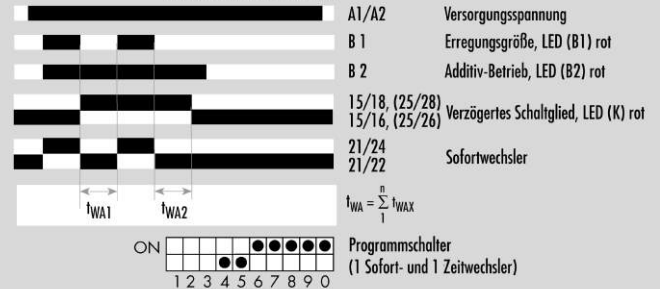 A1/A2 Versorgungsspannung
B 1 Erregungsgröße, LED (B1) rot
B 2 Additiv-Betrieb, LED (B2) rot
15/18, (25/28)
15/16, (25/26) Verzögertes Schaltglied, LED (K) rot
21/24
21/22 Sofortwechsler
tWA1 tWA2 tWA = n Σ 1 tWAX
ON Programmschalter
(1 Sofort- und 1 Zeitwechsler)
1 2 3 4 5 6 7 8 9 0